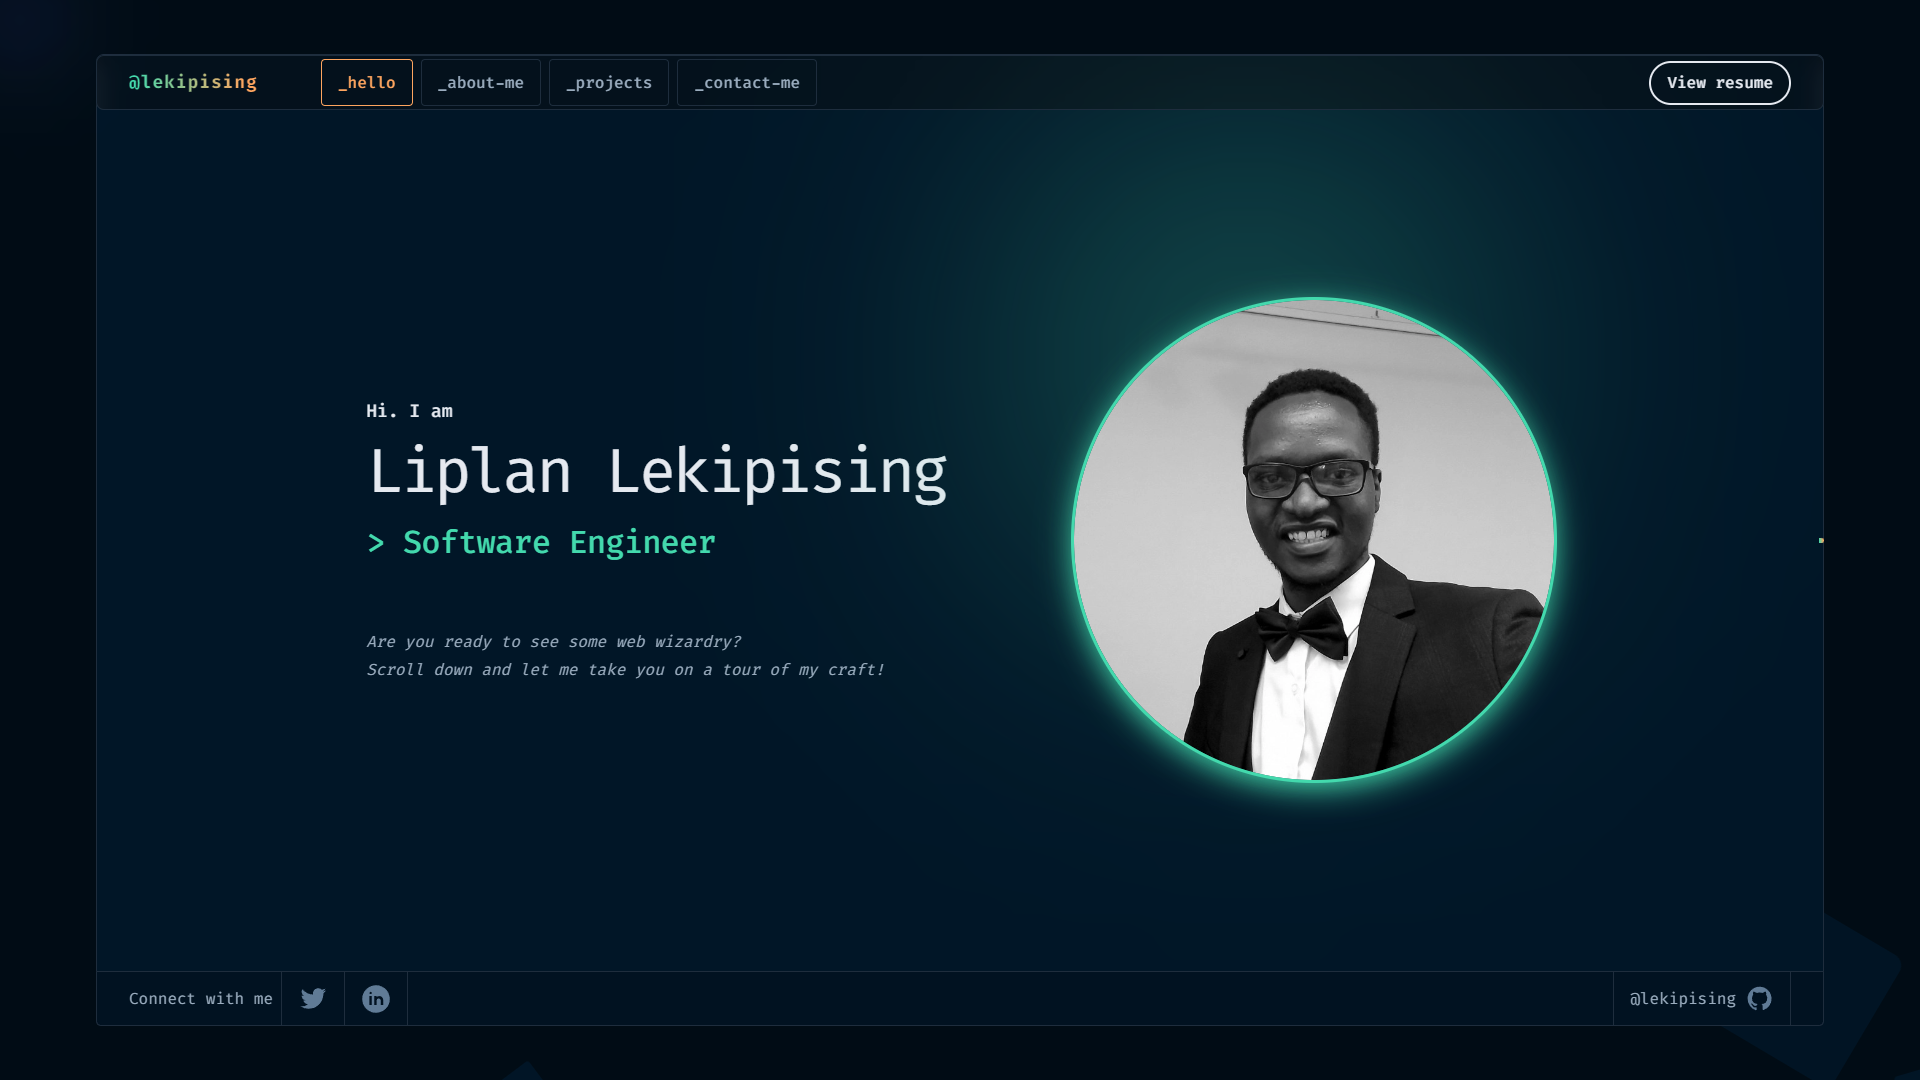 @lekipising
_hello
_about-me
_projects
_contact-me
View resume
Hi. I am
Liplan Lekipising
> Software Engineer
Are you ready to see some web wizardry?
Scroll down and let me take you on a tour of my craft!
Connect with me
in
@lekipising